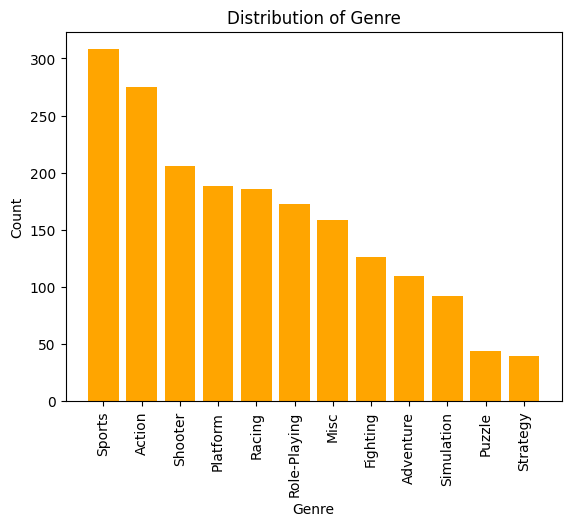 Distribution of Genre
Count
300
250
200
150
100
50
0
Sports
Action
Shooter
Platform
Racing
Role-Playing
Misc
Fighting
Adventure
Simulation
Puzzle
Strategy
Genre